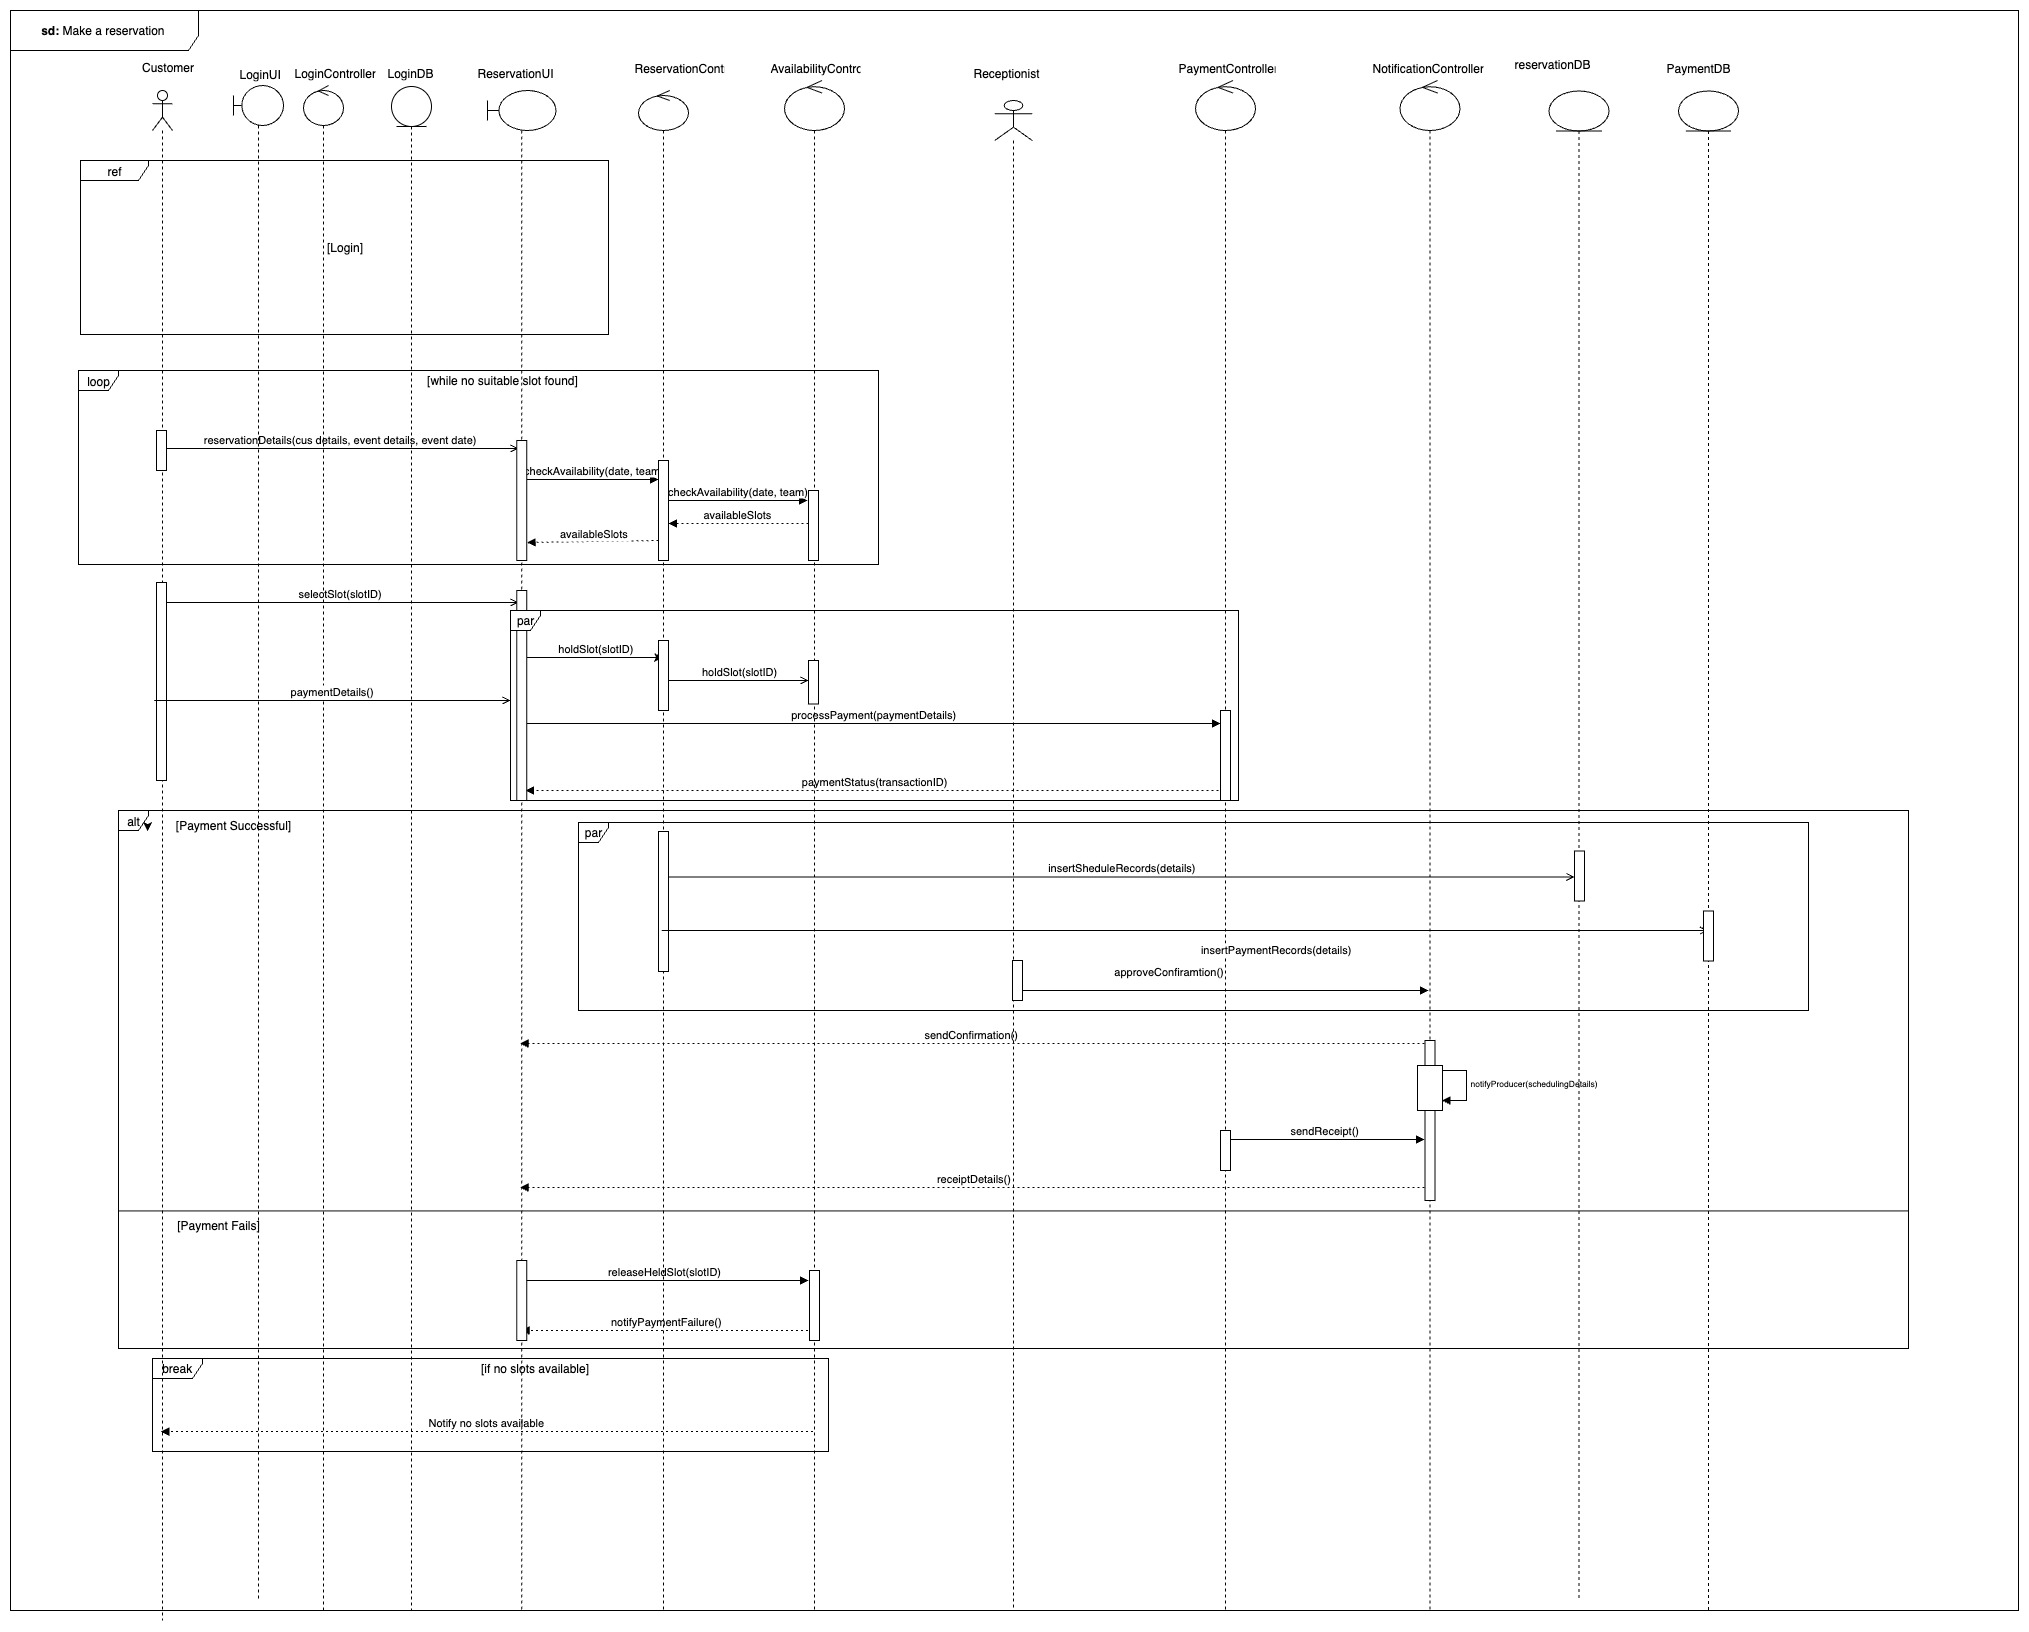 sd: Make a reservation
Customer
LoginUI
LoginController
LoginDB
ReservationUI
ReservationCont
AvailabilityContro
Receptionist
PaymentController
NotificationController
reservationDB
PaymentDB
ref
[Login]
loop
[while no suitable slot found]
reservationDetails(cus details, event details, event date)
checkAvailability(date, team
checkAvailability(date, team)
availableSlots
availableSlots
selectSlot(slotID)
par
holdSlot(slotID)
holdSlot(slotID)
paymentDetails()
processPayment(paymentDetails)
paymentStatus(transactionID)
alt
[Payment Successful]
par
insertSheduleRecords(details)
insertPaymentRecords(details)
approveConfiramtion()
sendConfirmation()
notifyProducer(schedulingDetails)
sendReceipt()
receiptDetails()
[Payment Fails]
releaseHeldSlot(slotID)
notifyPaymentFailure()
break
[if no slots available]
Notify no slots available